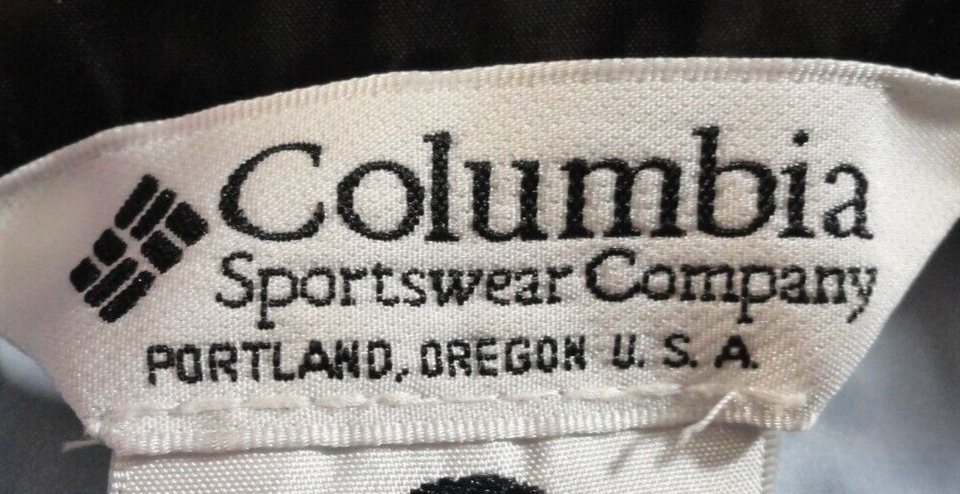 Columbia
Sportswear Company
PORTLAND, OREGON U. S. A.